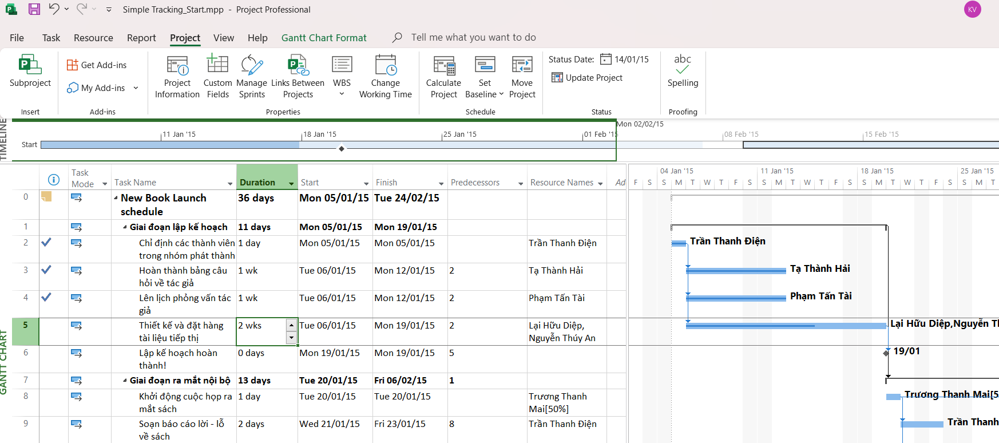 Simple Tracking_Start.mpp - Project Professional
KV
File Task Resource Report Project View Help Gantt Chart Format Tell me what you want to do
Subproject
Get Add-ins
My Add-ins
Project Information
Custom Fields
Manage Sprints
Links Between Projects
WBS
Change Working Time
Calculate Project
Set Baseline
Move Project
Status Date: 14/01/15
Update Project
abc
Spelling
Insert Add-ins Properties Schedule Status Proofing
TIMELINE
Mon 02/02/15
11 Jan '15 18 Jan '15 25 Jan '15 01 Feb '15 08 Feb '15 15 Feb '15
Start
GANTT CHART
Task Mode Task Name Duration Start Finish Predecessors Resource Names Ad
04 Jan '15 11 Jan '15 18 Jan '15 25 Jan '15
F S S M T W T F S S M T W T F S S M T W T F S S M T
0 New Book Launch schedule 36 days Mon 05/01/15 Tue 24/02/15
1 Giai đoạn lập kế hoạch 11 days Mon 05/01/15 Mon 19/01/15
2 Chỉ định các thành viên trong nhóm phát thành 1 day Mon 05/01/15 Mon 05/01/15 Trần Thanh Điện
Trần Thanh Điện
3 Hoàn thành bảng câu hỏi về tác giả 1 wk Tue 06/01/15 Mon 12/01/15 2 Tạ Thành Hải
Tạ Thành Hải
4 Lên lịch phỏng vấn tác giả 1 wk Tue 06/01/15 Mon 12/01/15 2 Phạm Tấn Tài
Phạm Tấn Tài
5 Thiết kế và đặt hàng tài liệu tiếp thị 2 wks Tue 06/01/15 Mon 19/01/15 2 Lại Hữu Diệp, Nguyễn Thúy An
Lại Hữu Diệp,Nguyễn
6 Lập kế hoạch hoàn thành! 0 days Mon 19/01/15 Mon 19/01/15 5
19/01
7 Giai đoạn ra mắt nội bộ 13 days Tue 20/01/15 Fri 06/02/15 1
8 Khởi động cuộc họp ra mắt sách 1 day Tue 20/01/15 Tue 20/01/15 Trương Thanh Mai[50%]
Trương Thanh Mai[5
9 Soạn báo cáo lời - lỗ về sách 2 days Wed 21/01/15 Fri 23/01/15 8 Trần Thanh Điện
Trần Thanh